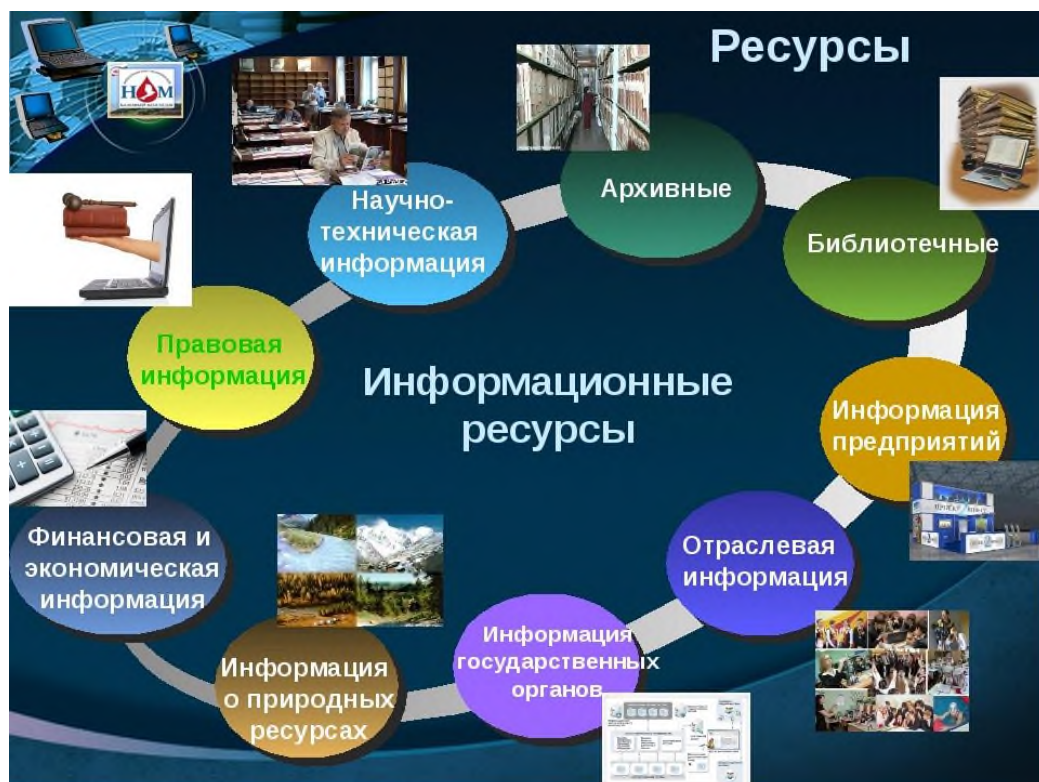 Ресурсы
Архивные
Научно-
техническая
информация
Библиотечные
Правовая
информация
Информационные
ресурсы
Информация
предприятий
Финансовая и
экономическая
информация
Отраслевая
информация
Информация
государственных
органов
Информация
о природных
ресурсах